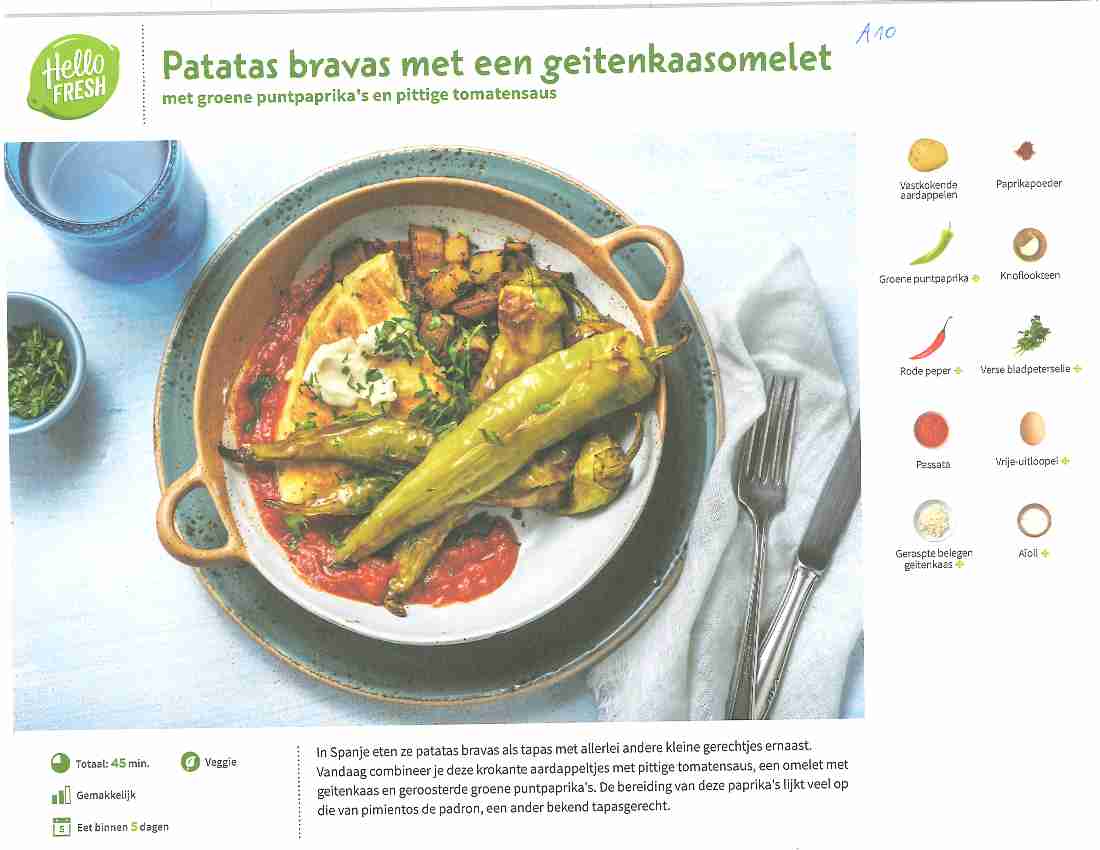 Hello
FRESH
Patatas bravas met een geitenkaasomelet
met groene puntpaprika's en pittige tomatensaus
A10
Vastkokende
aardappelen
Paprikapoeder
Groene puntpaprika
Knoflookteen
Rode peper
Verse bladpeterselie
Passata
Vrije-uitloopei
Geraspte belegen
geitenkaas
Aïoli
Totaal: 45 min.
Veggie
Gemakkelijk
5
Eet binnen 5 dagen
In Spanje eten ze patatas bravas als tapas met allerlei andere kleine gerechtjes ernaast.
Vandaag combineer je deze krokante aardappeltjes met pittige tomatensaus, een omelet met
geitenkaas en geroosterde groene puntpaprika's. De bereiding van deze paprika's lijkt veel op
die van pimientos de padron, een ander bekend tapasgerecht.